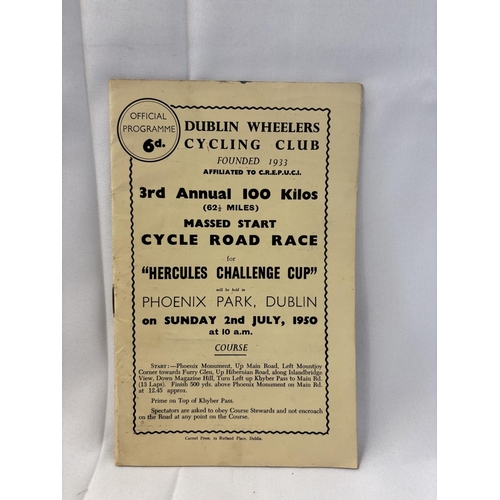 OFFICIAL
PROGRAMME
6d.
DUBLIN WHEELERS
CYCLING CLUB
FOUNDED 1933
AFFILIATED TO C.R.E.P.U.C.I.
3rd Annual 100 Kilos
(62½ MILES)
MASSED START
CYCLE ROAD RACE
for
"HERCULES CHALLENGE CUP"
will be held in
PHOENIX PARK, DUBLIN
on SUNDAY 2nd JULY, 1950
at 10 a.m.
COURSE
START:—Phoenix Monument, Up Main Road, Left Mountjoy
Corner towards Furry Glen, Up Hibernian Road, along Islandbridge
View, Down Magazine Hill, Turn Left up Khyber Pass to Main Rd.
(13 Laps). Finish 500 yds. above Phoenix Monument on Main Rd.
at 12.45 approx.
Prime on Top of Khyber Pass.
Spectators are asked to obey Course Stewards and not encroach
on the Road at any point on the Course.
Carmel Press, 10 Rutland Place, Dublin.